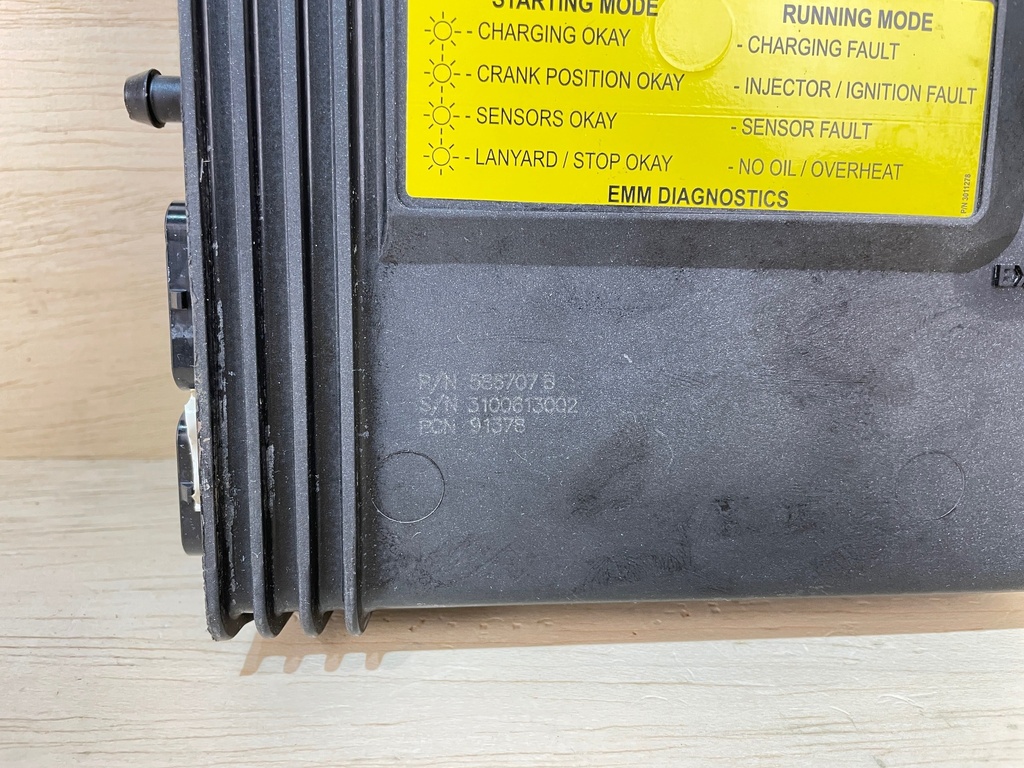 STARTING MODE
RUNNING MODE
- CHARGING OKAY
- CHARGING FAULT
- CRANK POSITION OKAY
- INJECTOR / IGNITION FAULT
- SENSORS OKAY
- SENSOR FAULT
- LANYARD / STOP OKAY
- NO OIL / OVERHEAT
EMM DIAGNOSTICS
P/N 3011278
S/N 3100613002
PCN 91378